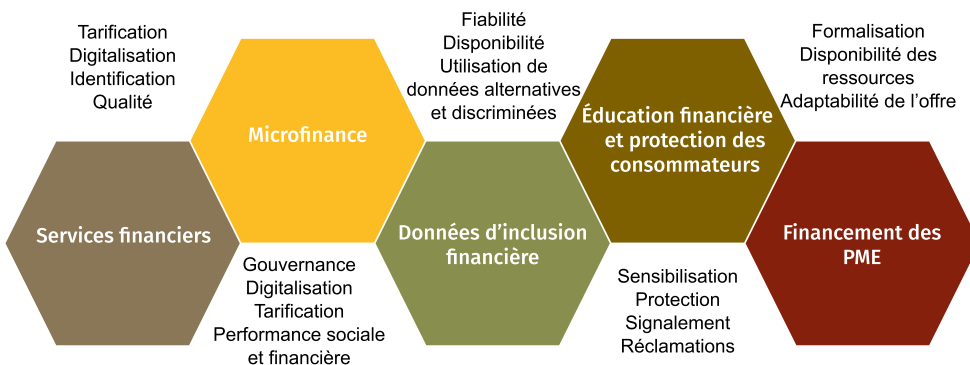 Tarification
Digitalisation
Identification
Qualité
Services financiers
Microfinance
Gouvernance
Digitalisation
Tarification
Performance sociale
et financière
Fiabilité
Disponibilité
Utilisation de
données alternatives
et discriminées
Données d’inclusion
financière
Éducation financière
et protection des
consommateurs
Sensibilisation
Protection
Signalement
Réclamations
Formalisation
Disponibilité des
ressources
Adaptabilité de l’offre
Financement des
PME